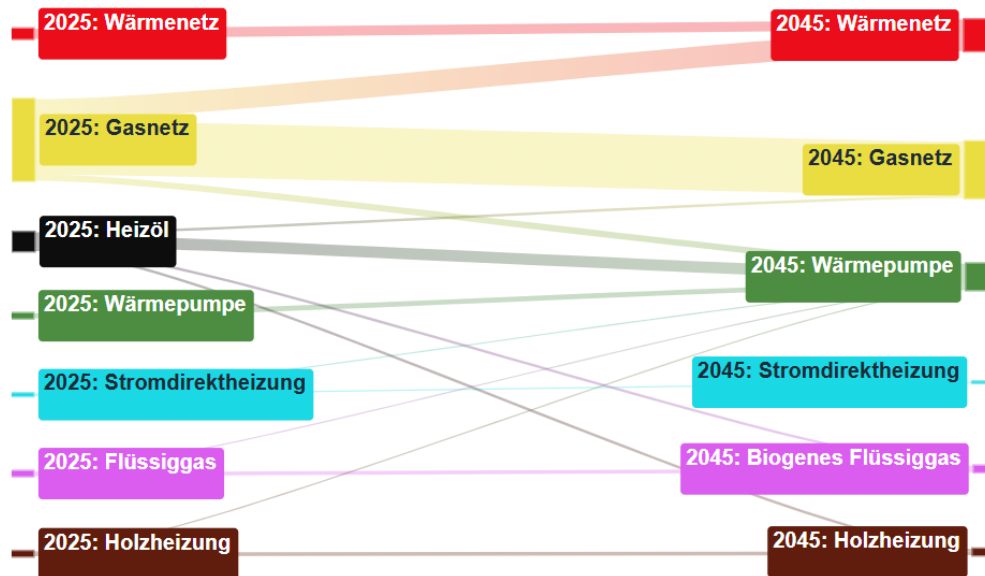 2025: Wärmenetz
2045: Wärmenetz
2025: Gasnetz
2045: Gasnetz
2025: Heizöl
2045: Wärmepumpe
2025: Wärmepumpe
2045: Stromdirektheizung
2025: Stromdirektheizung
2045: Biogenes Flüssiggas
2025: Flüssiggas
2045: Holzheizung
2025: Holzheizung